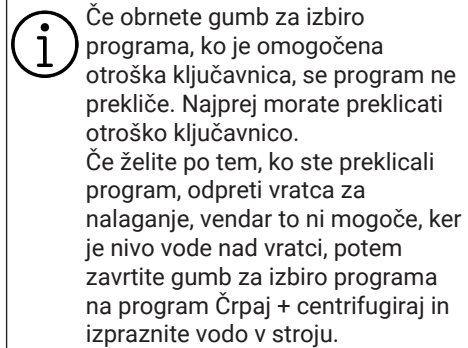 Če obrnete gumb za izbiro
programa, ko je omogočena
otroška ključavnica, se program ne
prekliče. Najprej morate preklicati
otroško ključavnico.
Če želite po tem, ko ste preklicali
program, odpreti vratca za
nalaganje, vendar to ni mogoče, ker
je nivo vode nad vratci, potem
zavrtite gumb za izbiro programa
na program Črpaj + centrifugiraj in
izpraznite vodo v stroju.